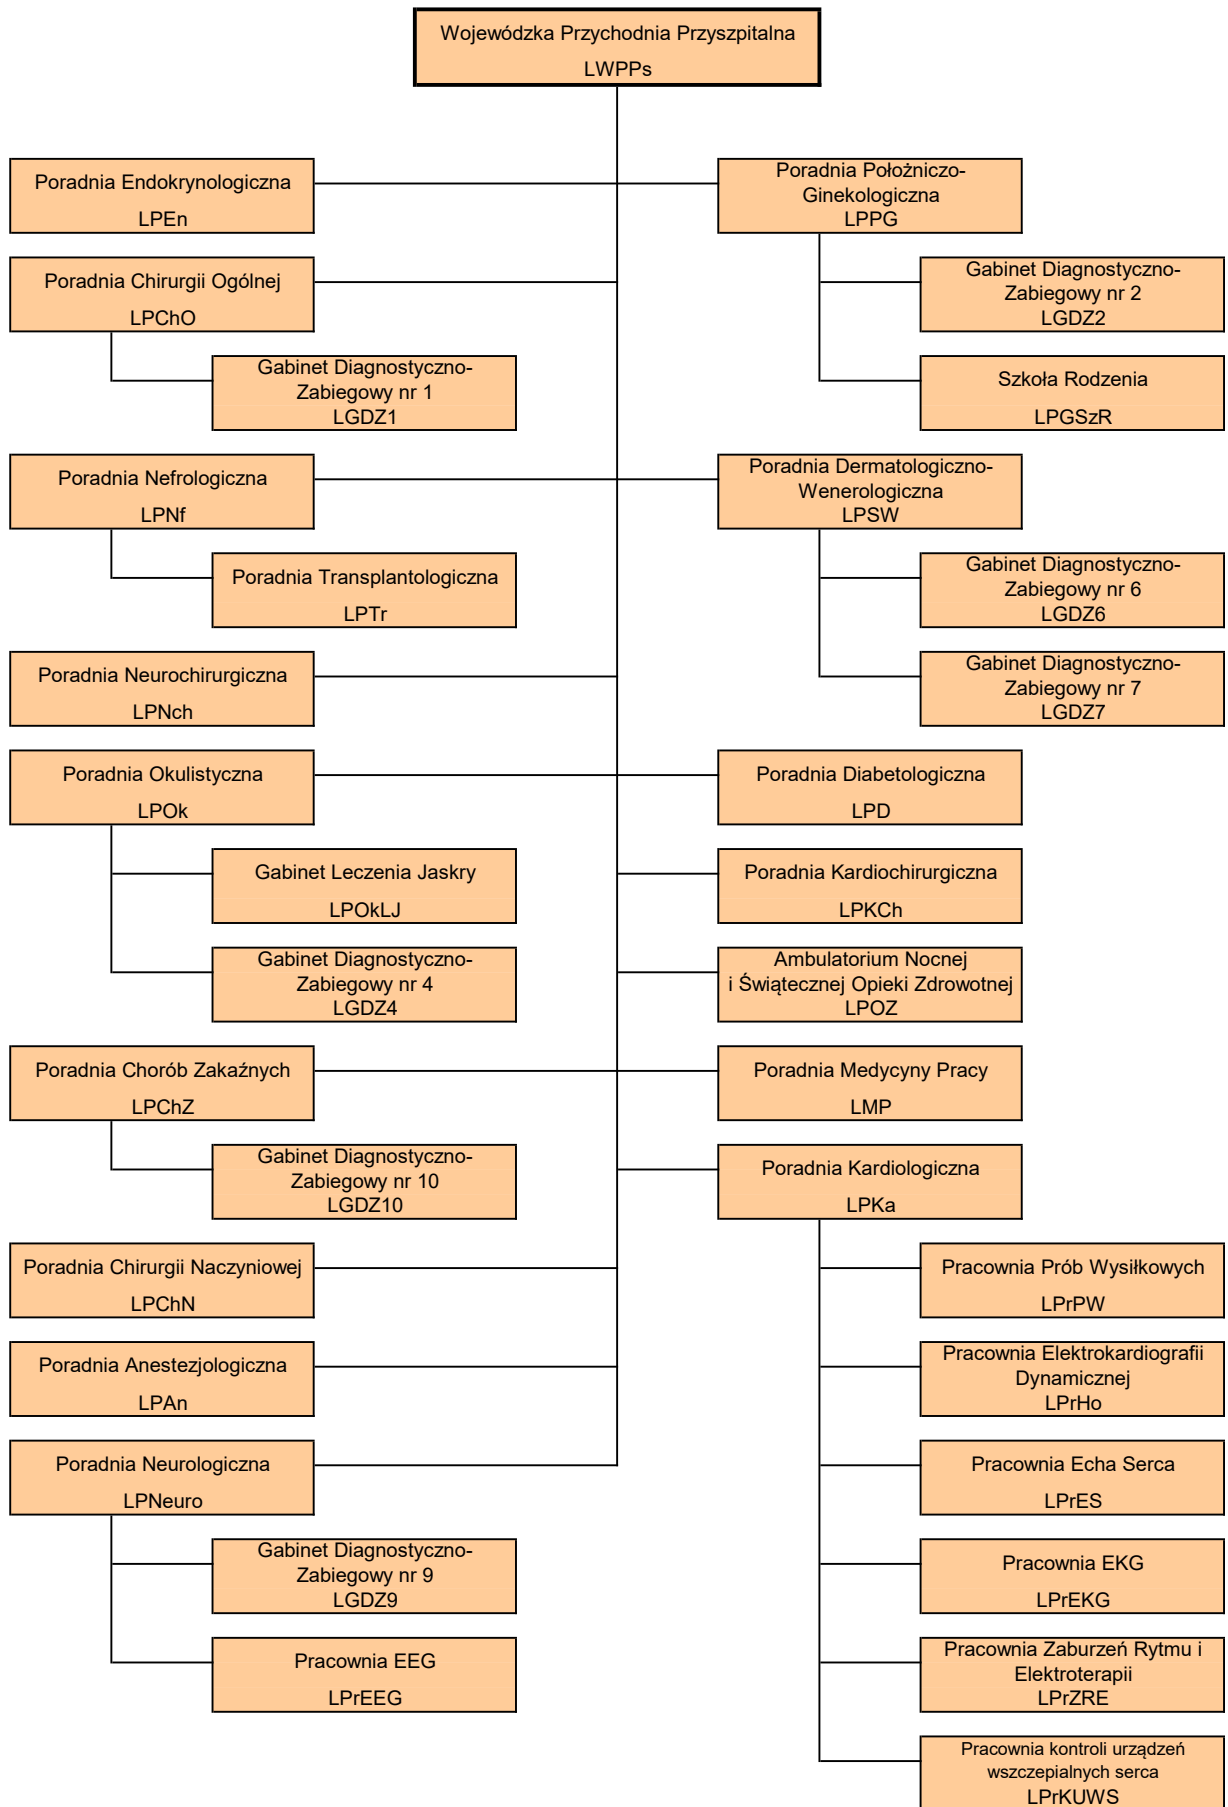 Wojewódzka Przychodnia Przyszpitalna
LWPPs
Poradnia Endokrynologiczna
LPEn
Poradnia Położniczo-
Ginekologiczna
LPPG
Poradnia Chirurgii Ogólnej
LPChO
Gabinet Diagnostyczno-
Zabiegowy nr 2
LGDZ2
Gabinet Diagnostyczno-
Zabiegowy nr 1
LGDZ1
Szkoła Rodzenia
LPGSzR
Poradnia Nefrologiczna
LPNf
Poradnia Dermatologiczno-
Wenerologiczna
LPSW
Poradnia Transplantologiczna
LPTr
Gabinet Diagnostyczno-
Zabiegowy nr 6
LGDZ6
Poradnia Neurochirurgiczna
LPNch
Gabinet Diagnostyczno-
Zabiegowy nr 7
LGDZ7
Poradnia Okulistyczna
LPOk
Poradnia Diabetologiczna
LPD
Gabinet Leczenia Jaskry
LPOkLJ
Poradnia Kardiochirurgiczna
LPKCh
Gabinet Diagnostyczno-
Zabiegowy nr 4
LGDZ4
Ambulatorium Nocnej
i Świątecznej Opieki Zdrowotnej
LPOZ
Poradnia Chorób Zakaźnych
LPChZ
Poradnia Medycyny Pracy
LMP
Gabinet Diagnostyczno-
Zabiegowy nr 10
LGDZ10
Poradnia Kardiologiczna
LPKa
Poradnia Chirurgii Naczyniowej
LPChN
Pracownia Prób Wysiłkowych
LPrPW
Poradnia Anestezjologiczna
LPAn
Pracownia Elektrokardiografii
Dynamicznej
LPrHo
Poradnia Neurologiczna
LPNeuro
Pracownia Echa Serca
LPrES
Gabinet Diagnostyczno-
Zabiegowy nr 9
LGDZ9
Pracownia EKG
LPrEKG
Pracownia EEG
LPrEEG
Pracownia Zaburzeń Rytmu i
Elektroterapii
LPrZRE
Pracownia kontroli urządzeń
wszczepialnych serca
LPrKUWS